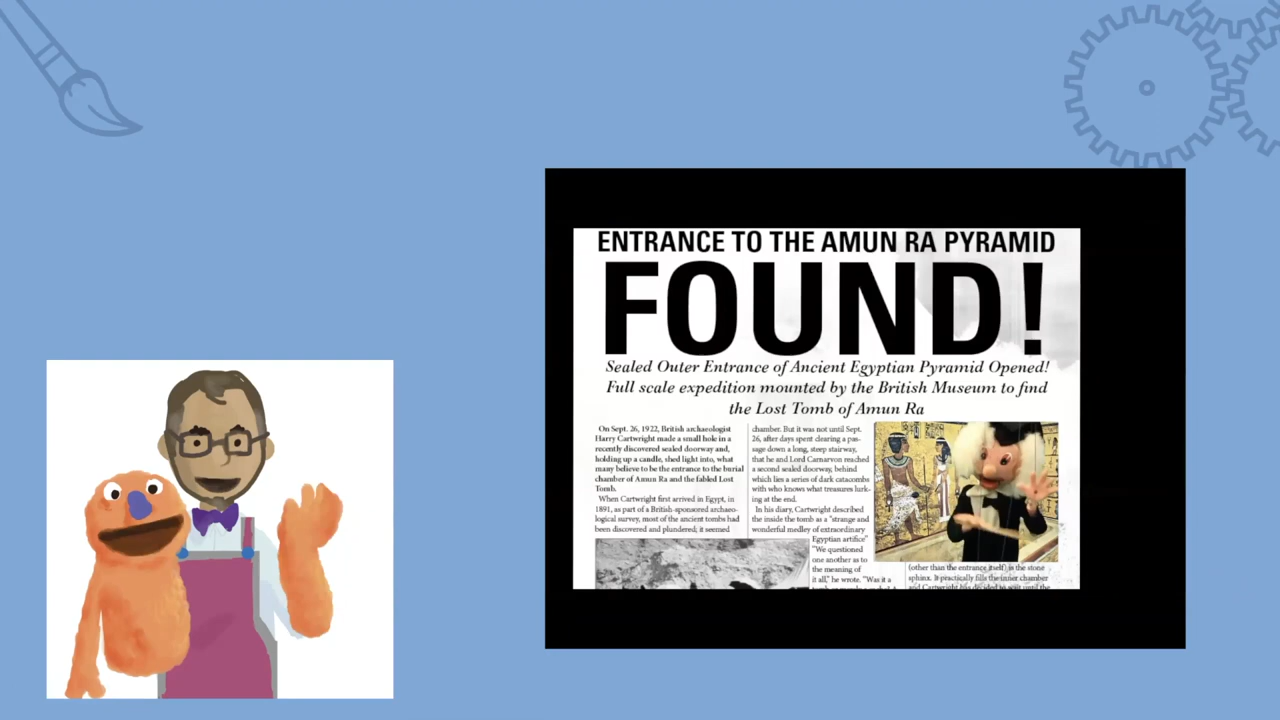 ENTRANCE TO THE AMUN RA PYRAMID
FOUND!
Sealed Outer Entrance of Ancient Egyptian Pyramid Opened!
Full scale expedition mounted by the British Museum to find
the Lost Tomb of Amun Ra
On Sept. 26, 1922, British archaeologist
Harry Cartwright made a small hole in a
recently discovered sealed doorway and,
holding up a candle, shed light into, what
many believe to be the entrance to the burial
chamber of Amun Ra and the fabled Lost
Tomb.
When Cartwright first arrived in Egypt, in
1891, as part of a British-sponsored archaeo-
logical survey, most of the ancient tombs had
been discovered and plundered; it seemed
chamber. But it was not until Sept.
26, after days spent clearing a pas-
sage down a long, steep stairway,
that he and Lord Carnarvon reached
a second sealed doorway, behind
which lies a series of dark catacombs
with who knows what treasures lurk-
ing at the end.
In his diary, Cartwright described
the inside the tomb as a "strange and
wonderful medley of extraordinary
Egyptian artifice"
"We questioned
one another as to
the meaning of
it all," he wrote. "Was it a
(other than the entrance itself) is the stone
sphinx. It practically fills the inner chamber
and Cartwright has decided to wait until the